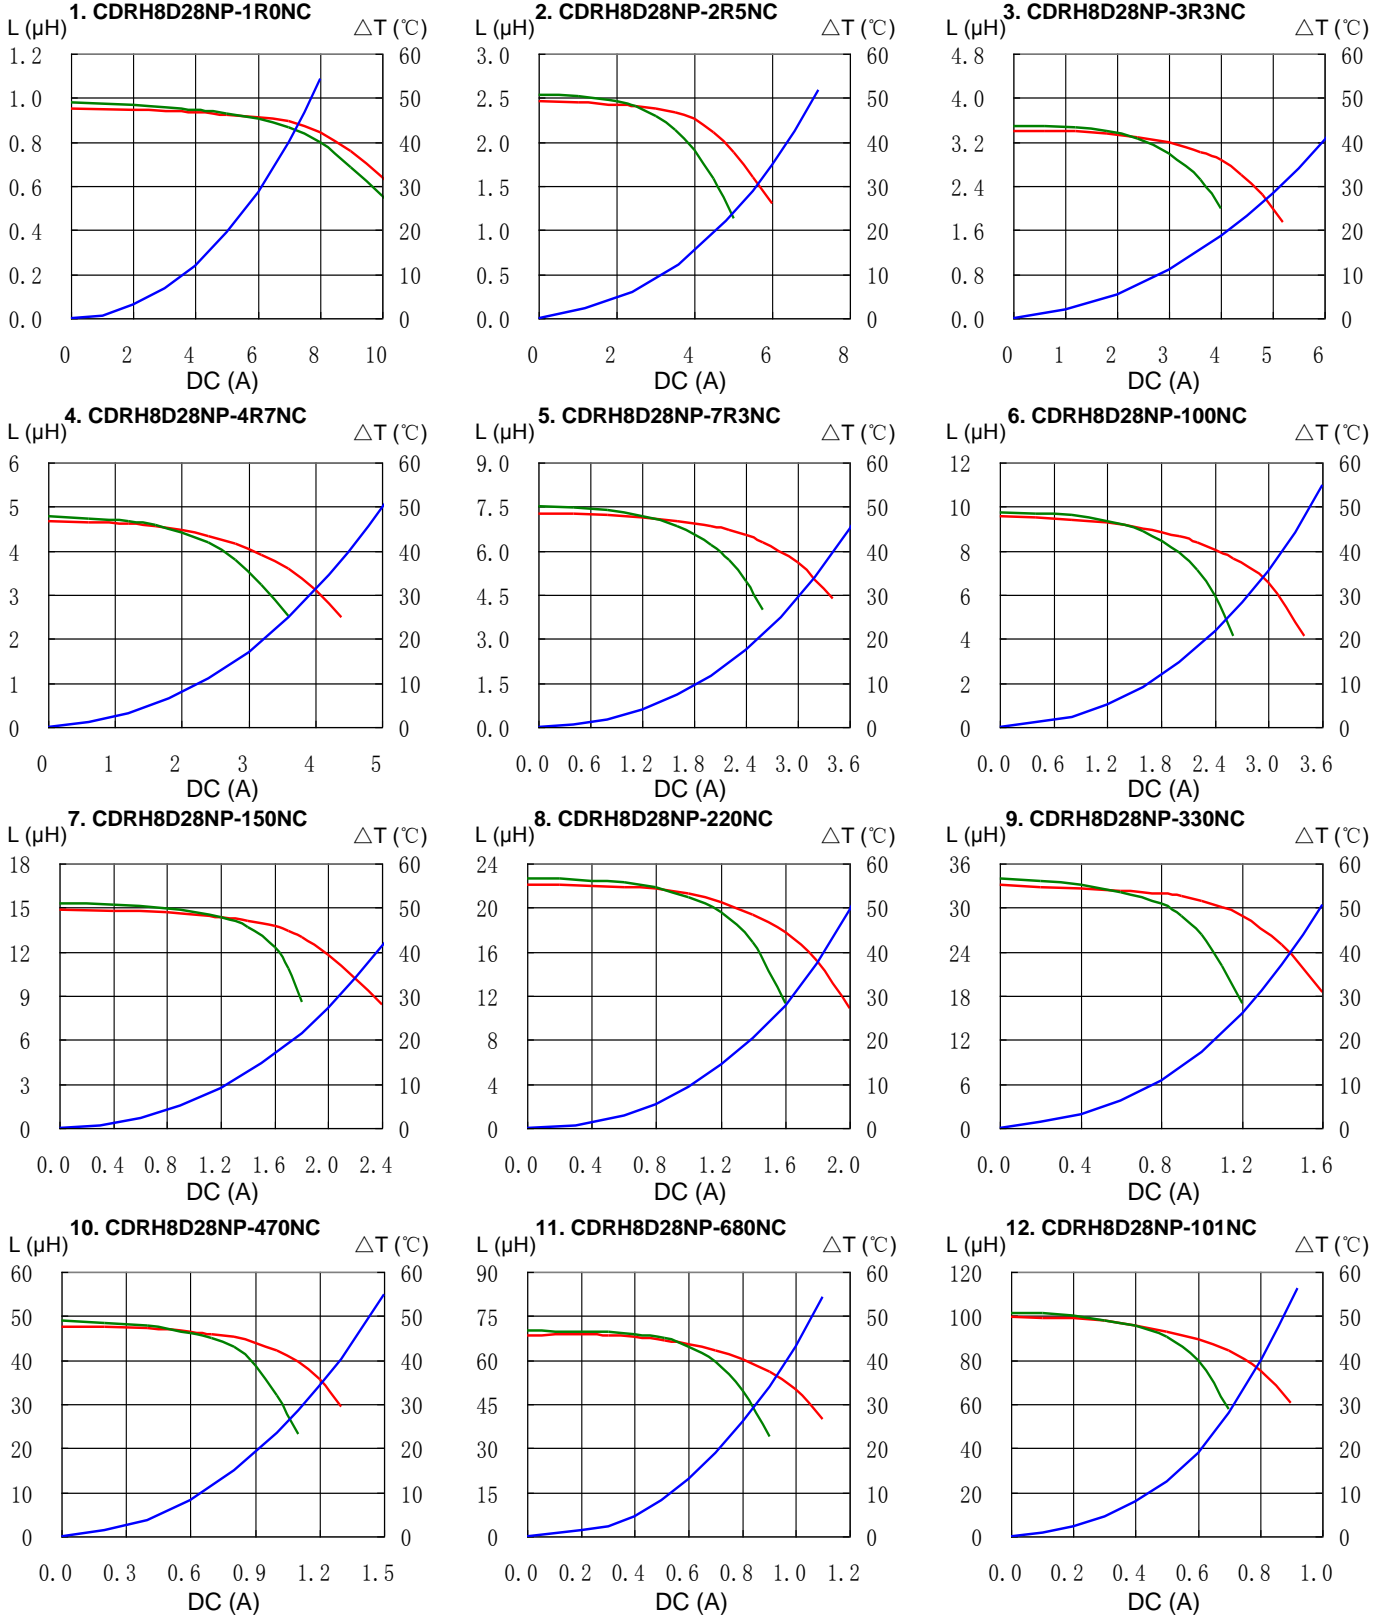 1. CDRH8D28NP-1R0NC
L (μH) △T (℃)
1.2 60
1.0 50
0.8 40
0.6 30
0.4 20
0.2 10
0.0 0
0 2 4 6 8 10
DC (A)
2. CDRH8D28NP-2R5NC
L (μH) △T (℃)
3.0 60
2.5 50
2.0 40
1.5 30
1.0 20
0.5 10
0.0 0
0 2 4 6 8
DC (A)
3. CDRH8D28NP-3R3NC
L (μH) △T (℃)
4.8 60
4.0 50
3.2 40
2.4 30
1.6 20
0.8 10
0.0 0
0 1 2 3 4 5 6
DC (A)
4. CDRH8D28NP-4R7NC
L (μH) △T (℃)
6 60
5 50
4 40
3 30
2 20
1 10
0 0
0 1 2 3 4 5
DC (A)
5. CDRH8D28NP-7R3NC
L (μH) △T (℃)
9.0 60
7.5 50
6.0 40
4.5 30
3.0 20
1.5 10
0.0 0
0.0 0.6 1.2 1.8 2.4 3.0 3.6
DC (A)
6. CDRH8D28NP-100NC
L (μH) △T (℃)
12 60
10 50
8 40
6 30
4 20
2 10
0 0
0.0 0.6 1.2 1.8 2.4 3.0 3.6
DC (A)
7. CDRH8D28NP-150NC
L (μH) △T (℃)
18 60
15 50
12 40
9 30
6 20
3 10
0 0
0.0 0.4 0.8 1.2 1.6 2.0 2.4
DC (A)
8. CDRH8D28NP-220NC
L (μH) △T (℃)
24 60
20 50
16 40
12 30
8 20
4 10
0 0
0.0 0.4 0.8 1.2 1.6 2.0
DC (A)
9. CDRH8D28NP-330NC
L (μH) △T (℃)
36 60
30 50
24 40
18 30
12 20
6 10
0 0
0.0 0.4 0.8 1.2 1.6
DC (A)
10. CDRH8D28NP-470NC
L (μH) △T (℃)
60 60
50 50
40 40
30 30
20 20
10 10
0 0
0.0 0.3 0.6 0.9 1.2 1.5
DC (A)
11. CDRH8D28NP-680NC
L (μH) △T (℃)
90 60
75 50
60 40
45 30
30 20
15 10
0 0
0.0 0.2 0.4 0.6 0.8 1.0 1.2
DC (A)
12. CDRH8D28NP-101NC
L (μH) △T (℃)
120 60
100 50
80 40
60 30
40 20
20 10
0 0
0.0 0.2 0.4 0.6 0.8 1.0
DC (A)